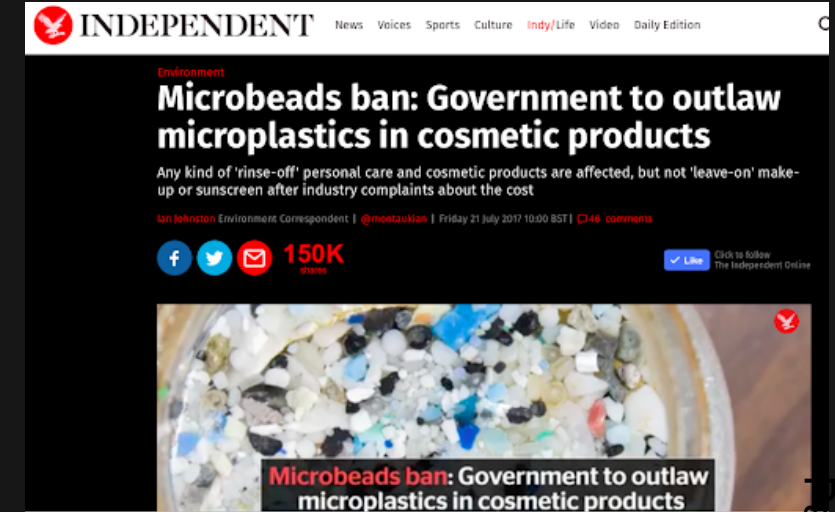 INDEPENDENT
News Voices Sports Culture Indy/Life Video Daily Edition
Environment
Microbeads ban: Government to outlaw
microplastics in cosmetic products
Any kind of 'rinse-off' personal care and cosmetic products are affected, but not 'leave-on' make-
up or sunscreen after industry complaints about the cost
Ian Johnston Environment Correspondent | @montaukian | Friday 21 July 2017 10:00 BST | 46 comments
150K
shares
Like
Click to follow
The Independent Online
Microbeads ban: Government to outlaw
microplastics in cosmetic products